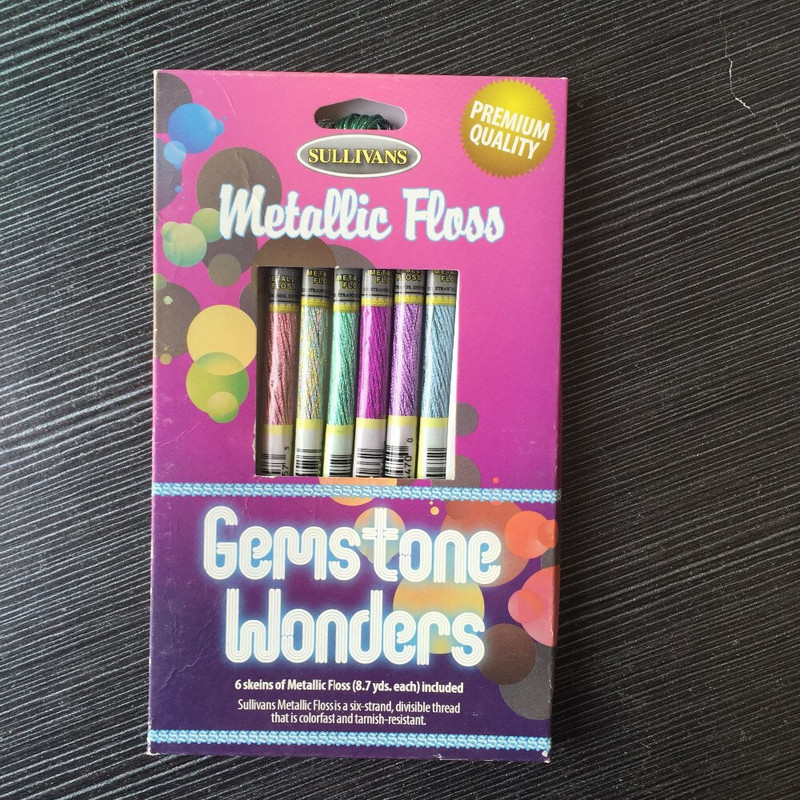 PREMIUM
QUALITY
SULLIVANS
Metallic Floss
Gemstone
Wonders
6 skeins of Metallic Floss (8.7 yds. each) included
Sullivans Metallic Floss is a six-strand, divisible thread
that is colorfast and tarnish-resistant.